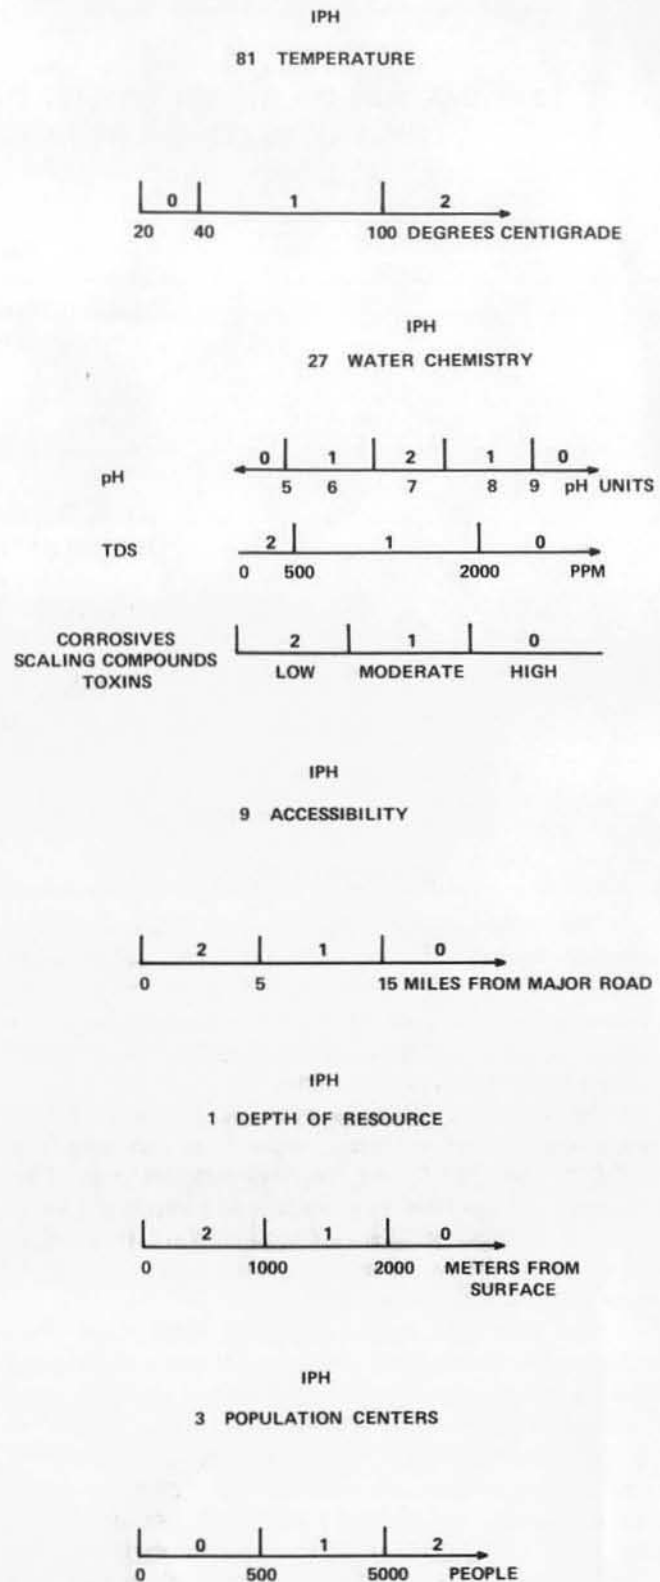 IPH
81 TEMPERATURE
0 1 2
20 40 100 DEGREES CENTIGRADE
IPH
27 WATER CHEMISTRY
pH
0 1 2 1 0
5 6 7 8 9 pH UNITS
TDS
2 1 0
0 500 2000 PPM
CORROSIVES
SCALING COMPOUNDS
TOXINS
2 1 0
LOW MODERATE HIGH
IPH
9 ACCESSIBILITY
2 1 0
0 5 15 MILES FROM MAJOR ROAD
IPH
1 DEPTH OF RESOURCE
2 1 0
0 1000 2000 METERS FROM
SURFACE
IPH
3 POPULATION CENTERS
0 1 2
0 500 5000 PEOPLE